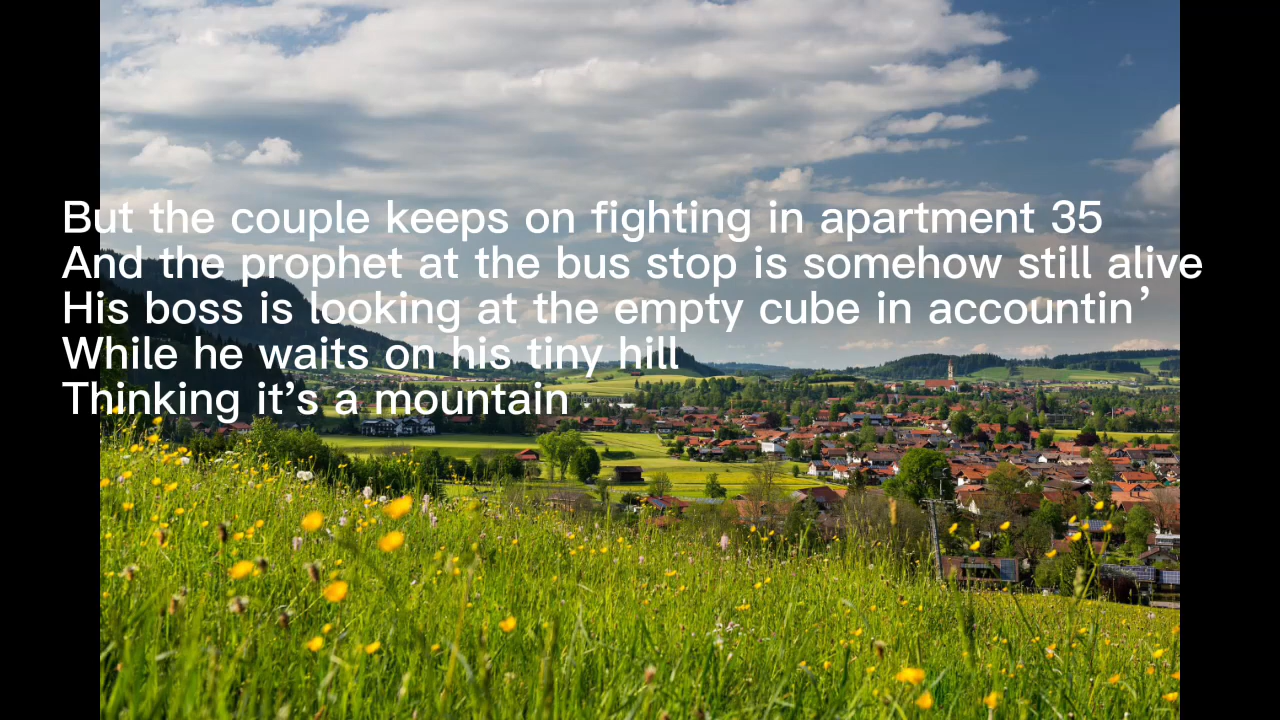 But the couple keeps on fighting in apartment 35
And the prophet at the bus stop is somehow still alive
His boss is looking at the empty cube in accountin’
While he waits on his tiny hill
Thinking it’s a mountain